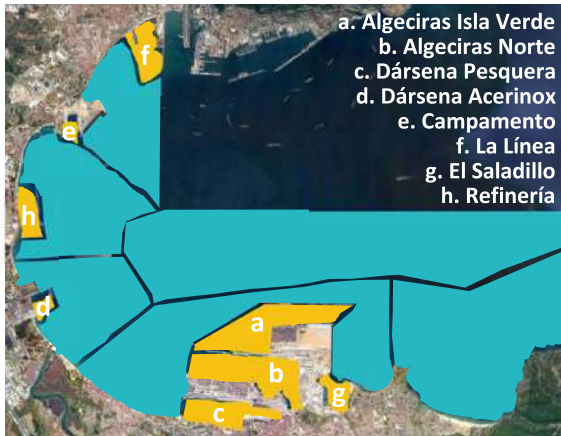 a. Algeciras Isla Verde
b. Algeciras Norte
c. Dársena Pesquera
d. Dársena Acerinox
e. Campamento
f. La Línea
g. El Saladillo
h. Refinería
f
e
h
d
a
b
g
c